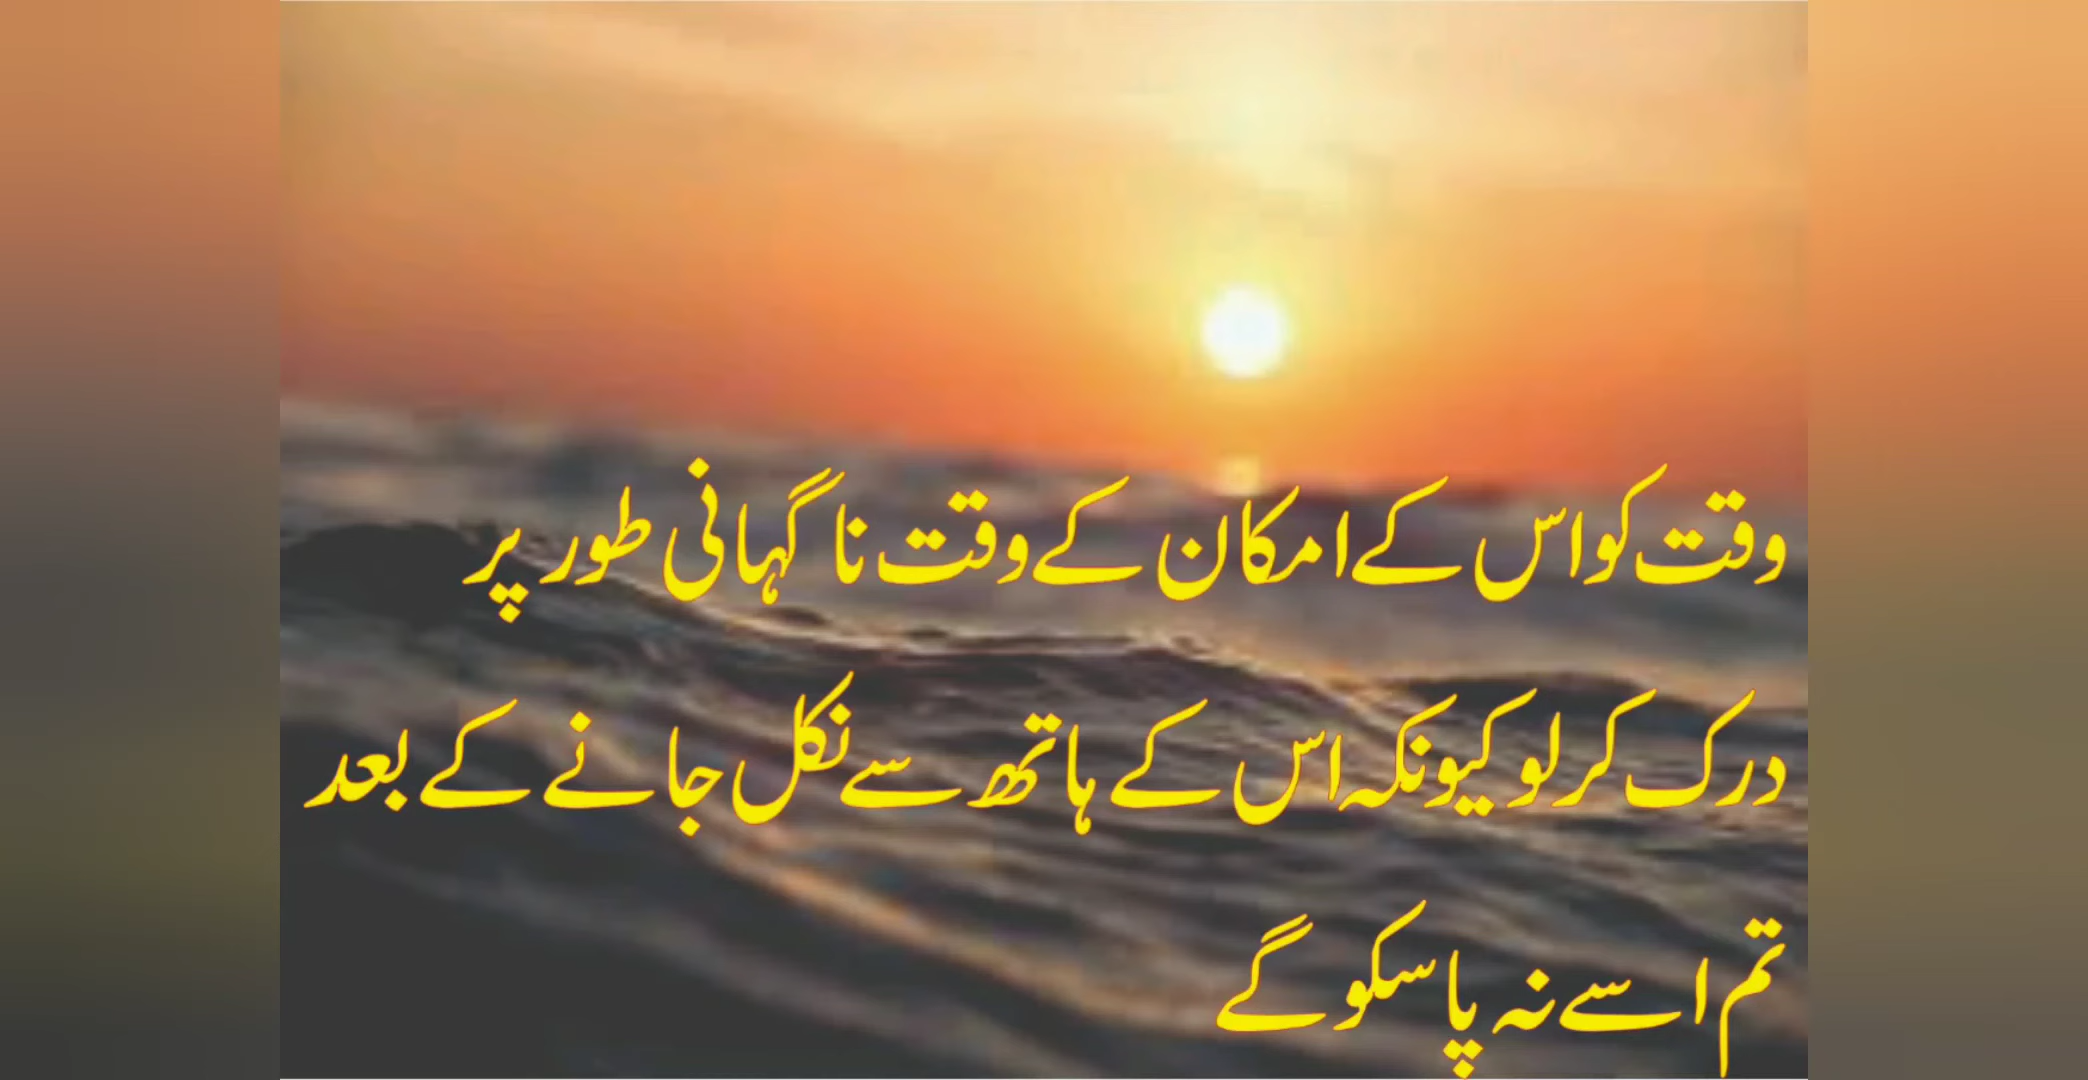 وقت کو اس کے امکان کے وقت ناگہانی طور پر
درک کر لو کیونکہ اس کے ہاتھ سے نکل جانے کے بعد
تم اسے نہ پا سکو گے